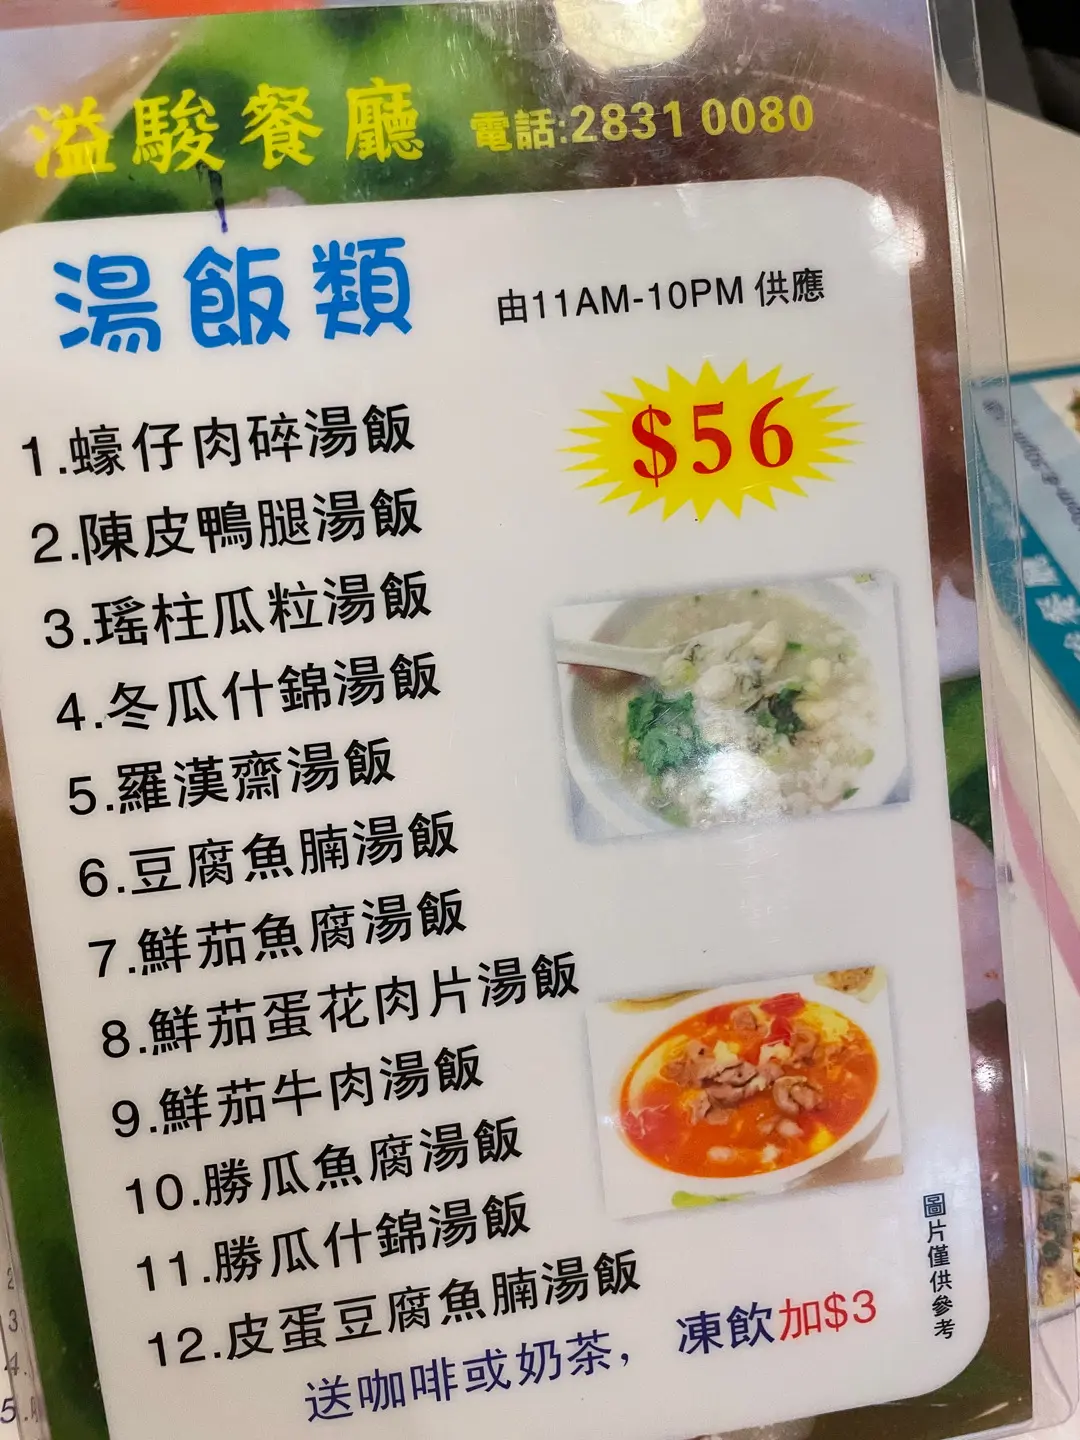 溢駿餐廳 電話:2831 0080
湯飯類 由11AM-10PM 供應
$56
1.蠔仔肉碎湯飯
2.陳皮鴨腿湯飯
3.瑤柱瓜粒湯飯
4.冬瓜什錦湯飯
5.羅漢齋湯飯
6.豆腐魚腩湯飯
7.鮮茄魚腐湯飯
8.鮮茄蛋花肉片湯飯
9.鮮茄牛肉湯飯
10.勝瓜魚腐湯飯
11.勝瓜什錦湯飯
12.皮蛋豆腐魚腩湯飯
送咖啡或奶茶，凍飲加$3
圖片僅供參考
2
3
4.
5.